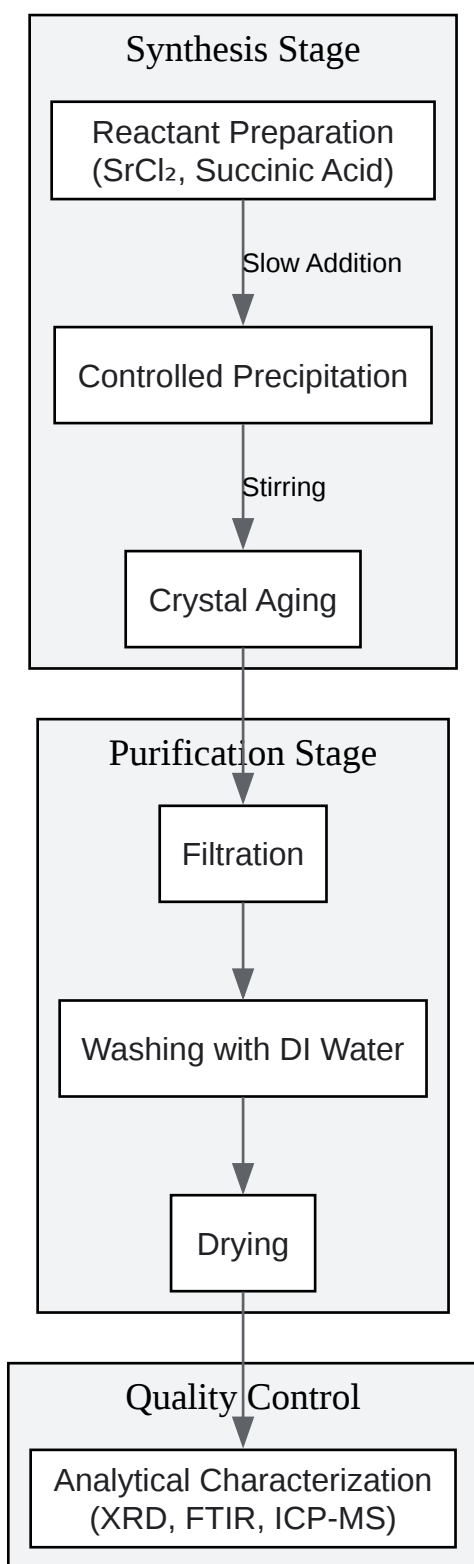 Synthesis Stage
Reactant Preparation
(SrCl₂, Succinic Acid)
Slow Addition
Controlled Precipitation
Stirring
Crystal Aging
Purification Stage
Filtration
Washing with DI Water
Drying
Quality Control
Analytical Characterization
(XRD, FTIR, ICP-MS)